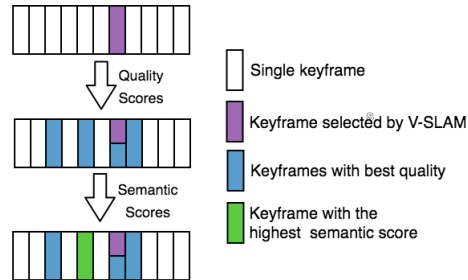 Quality
Scores
Semantic
Scores
Single keyframe
Keyframe selected by V-SLAM
Keyframes with best quality
Keyframe with the
highest semantic score